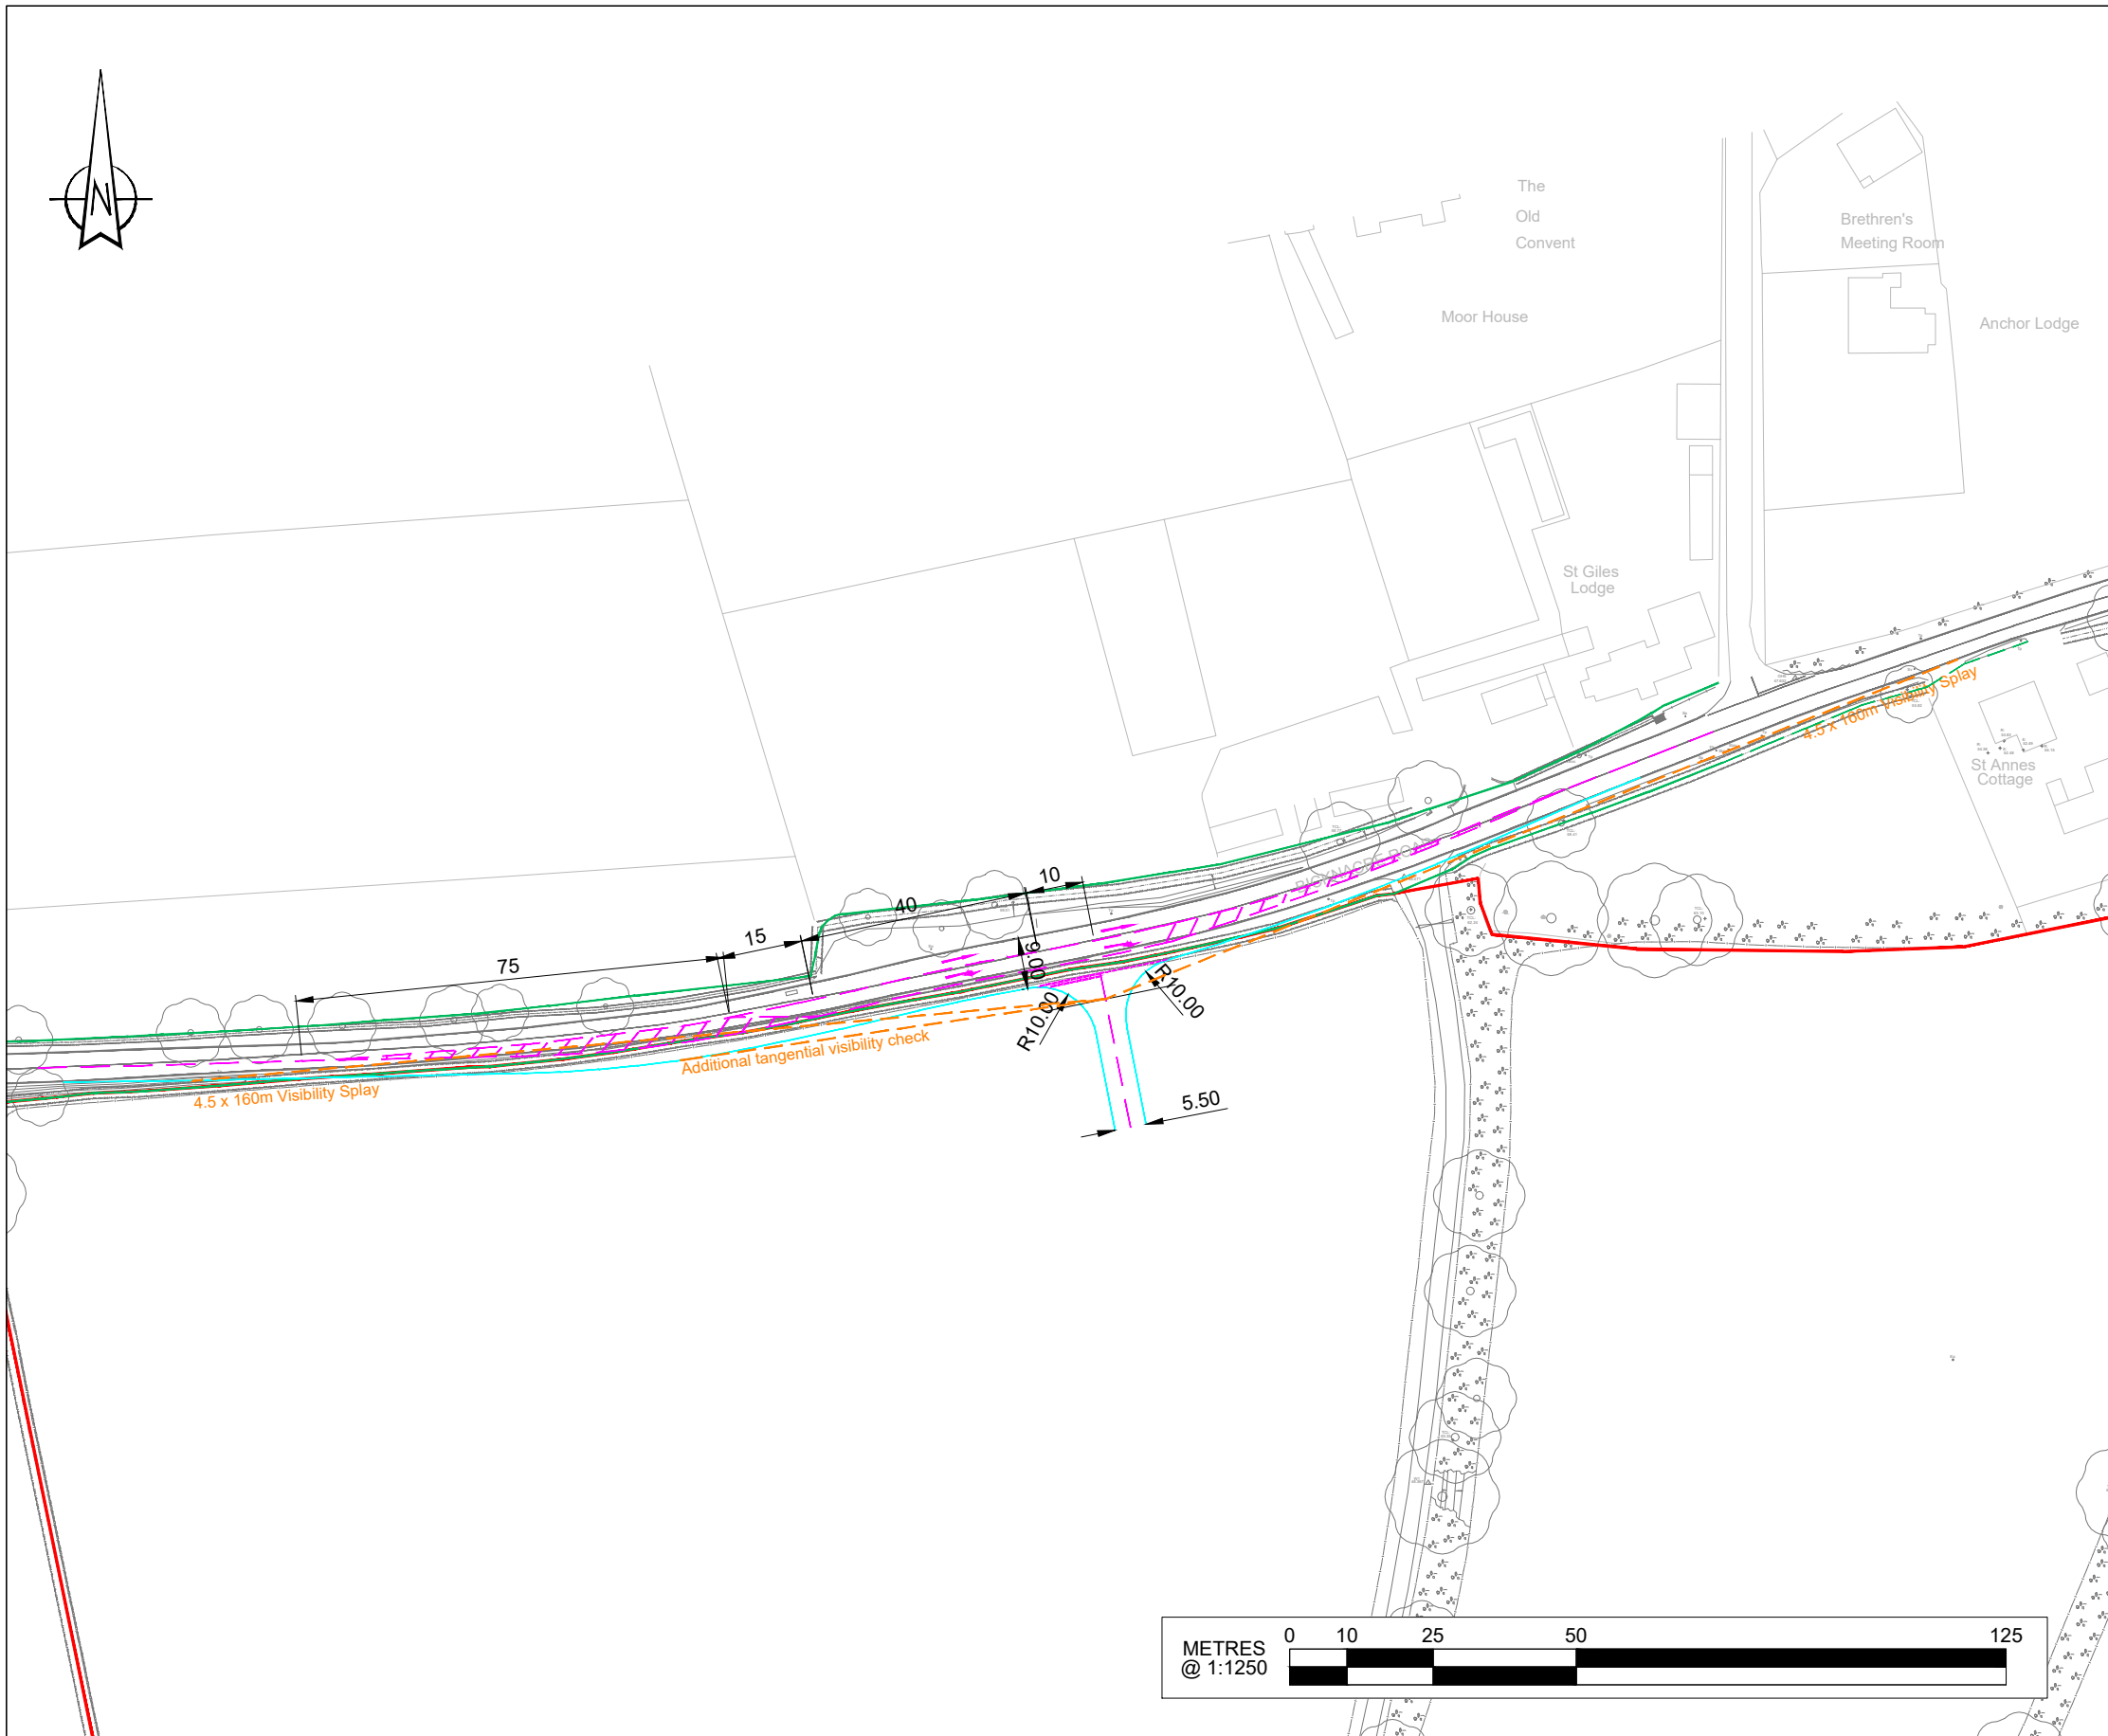 N
The
Old
Convent
Brethren's
Meeting Room
Moor House
Anchor Lodge
St Giles
Lodge
4.5 x 160m Visibility Splay
St Annes
Cottage
BICKNACRE ROAD
10
40
15
75
9.00
R10.00
R10.00
Additional tangential visibility check
4.5 x 160m Visibility Splay
5.50
METRES
@ 1:1250
0 10 25 50 125